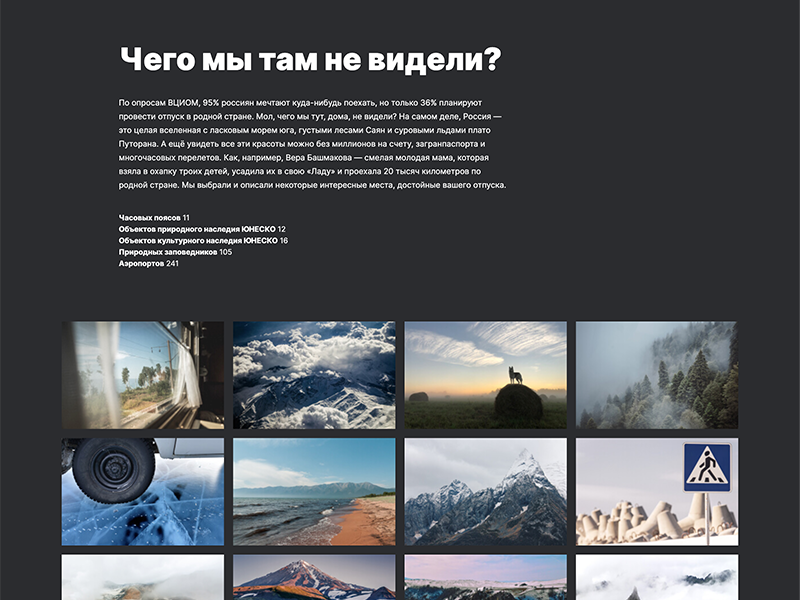 Чего мы там не видели?
По опросам ВЦИОМ, 95% россиян мечтают куда-нибудь поехать, но только 36% планируют
провести отпуск в родной стране. Мол, чего мы тут, дома, не видели? На самом деле, Россия —
это целая вселенная с ласковым морем юга, густыми лесами Саян и суровыми льдами плато
Путорана. А ещё увидеть все эти красоты можно без миллионов на счету, загранпаспорта и
многочасовых перелетов. Как, например, Вера Башмакова — смелая молодая мама, которая
взяла в охапку троих детей, усадила их в свою «Ладу» и проехала 20 тысяч километров по
родной стране. Мы выбрали и описали некоторые интересные места, достойные вашего отпуска.
Часовых поясов 11
Объектов природного наследия ЮНЕСКО 12
Объектов культурного наследия ЮНЕСКО 16
Природных заповедников 105
Аэропортов 241